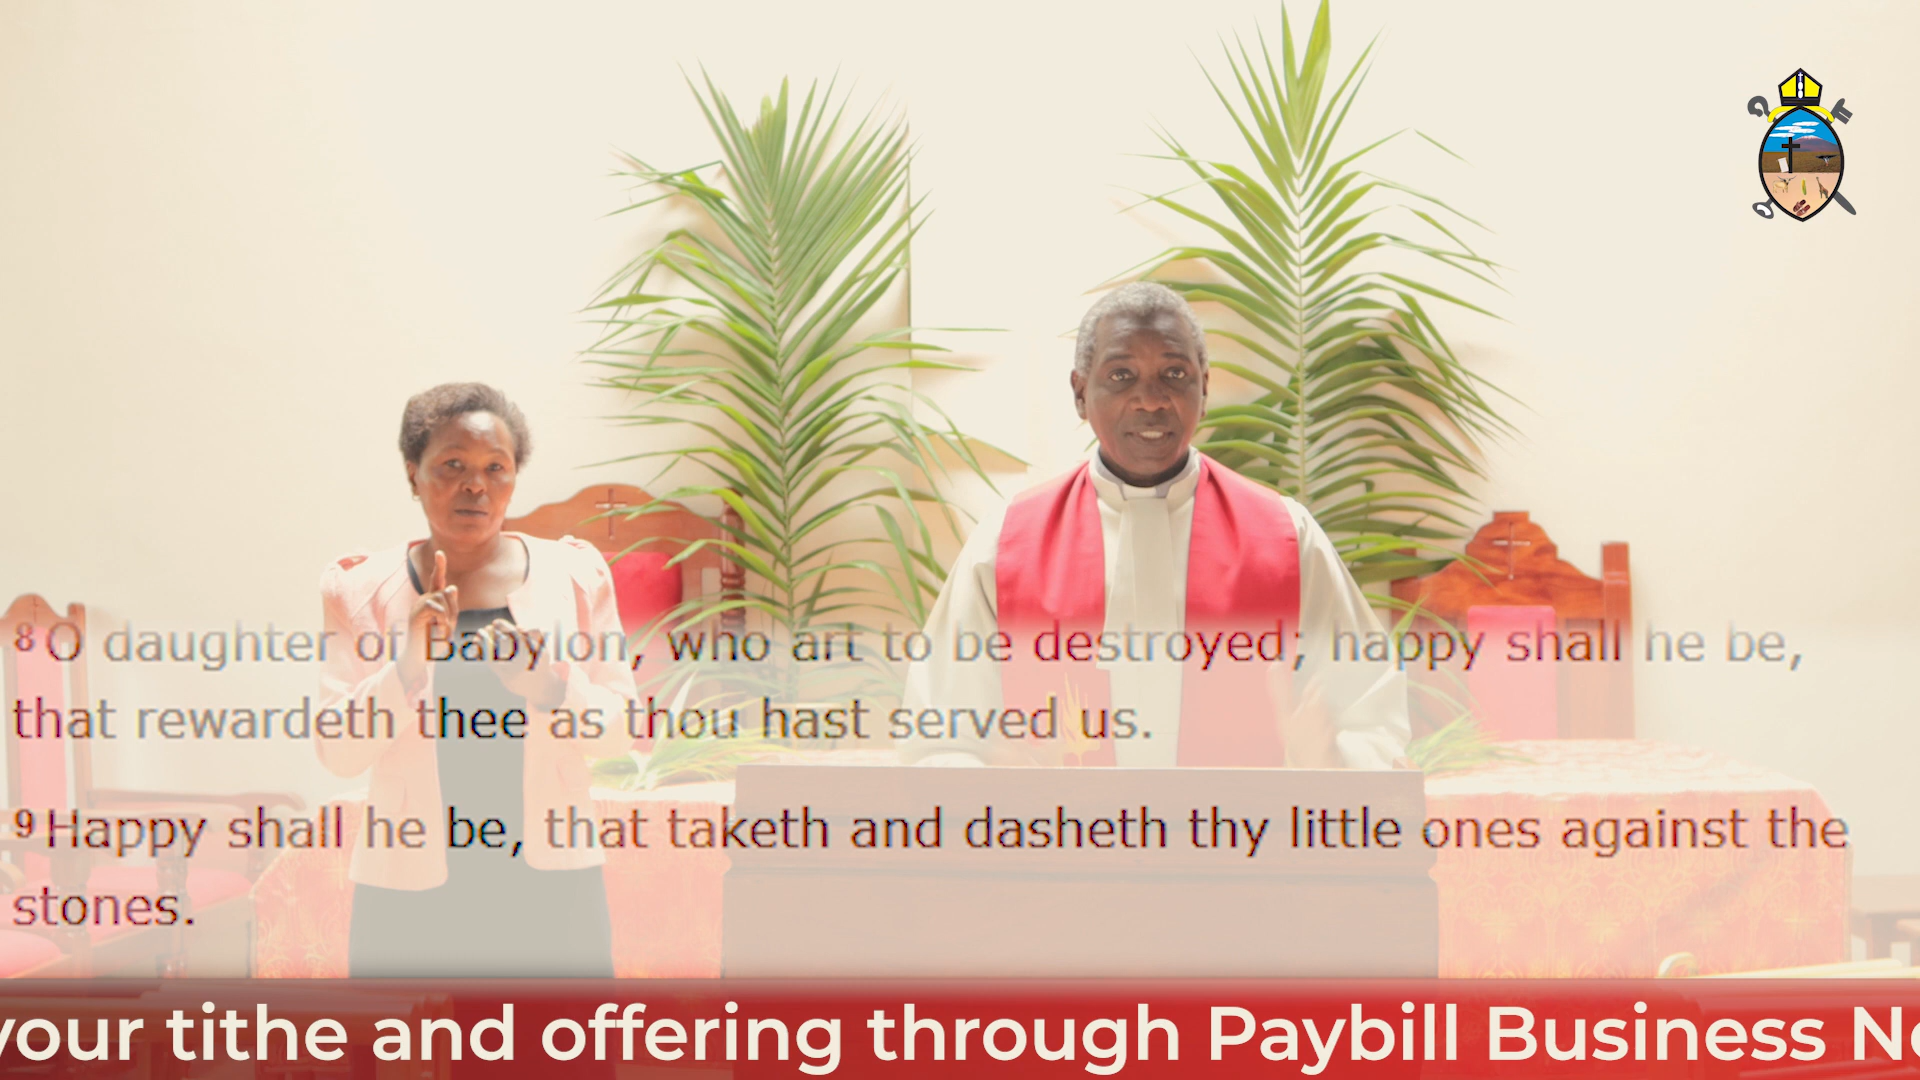 8 O daughter of Babylon, who art to be destroyed; happy shall he be,
that rewardeth thee as thou hast served us.
9 Happy shall he be, that taketh and dasheth thy little ones against the
stones.
your tithe and offering through Paybill Business